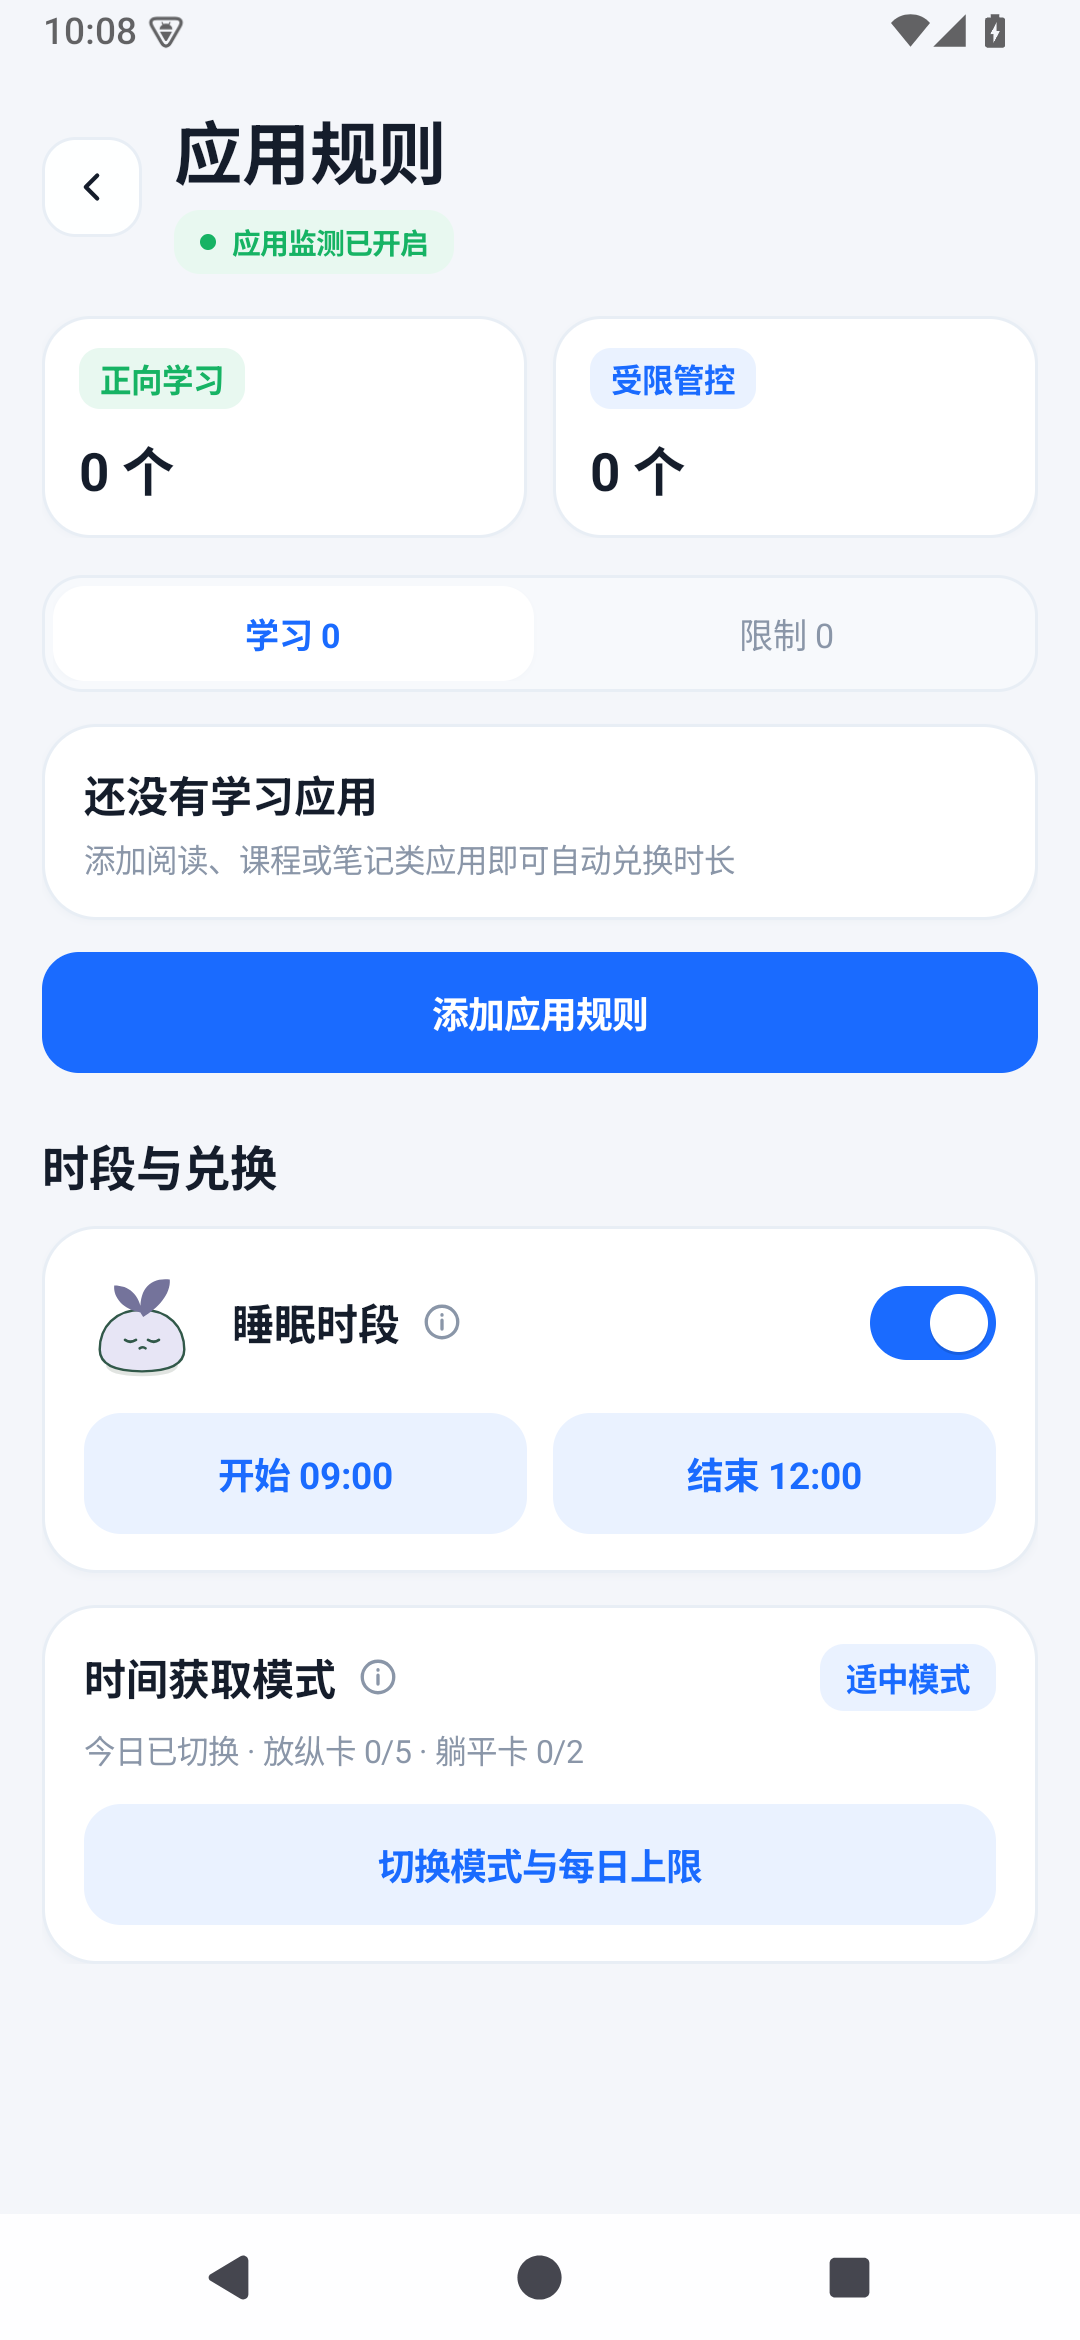 10:08
应用规则
应用监测已开启
正向学习
受限管控
0 个
0 个
学习 0
限制 0
还没有学习应用
添加阅读、课程或笔记类应用即可自动兑换时长
添加应用规则
时段与兑换
睡眠时段
开始 09:00
结束 12:00
时间获取模式
适中模式
今日已切换 · 放纵卡 0/5 · 躺平卡 0/2
切换模式与每日上限